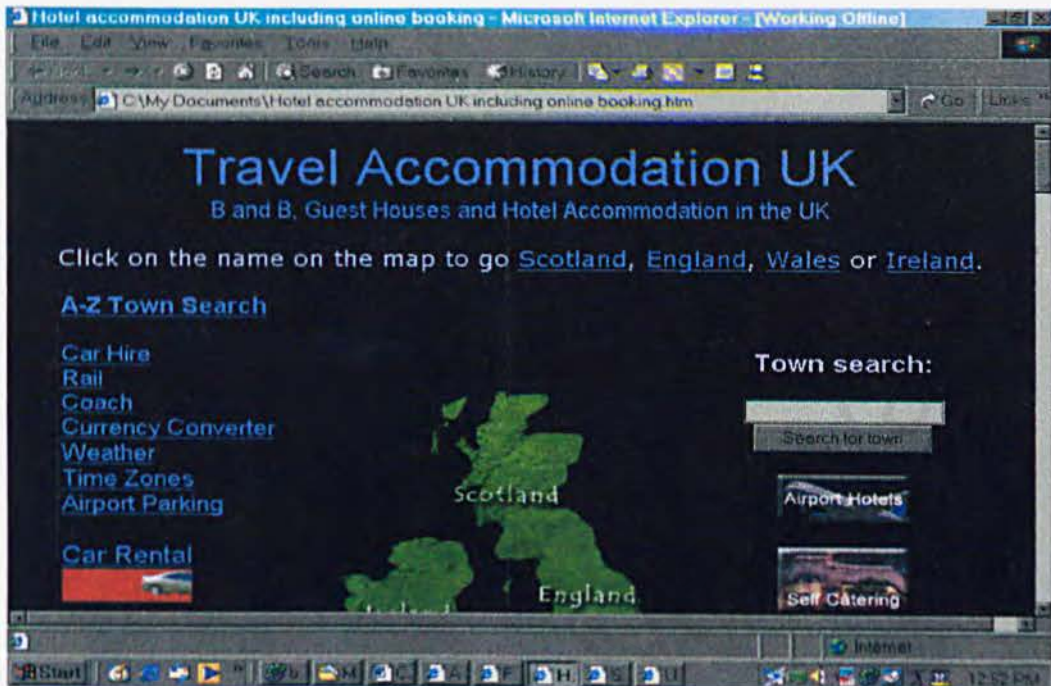 Hotel accommodation UK including online booking - Microsoft Internet Explorer - [Working Offline]
File Edit View Favorites Tools Help
Search Favorites History
Address C:\My Documents\Hotel accommodation UK including online booking.htm Go Links
Travel Accommodation UK
B and B, Guest Houses and Hotel Accommodation in the UK
Click on the name on the map to go Scotland, England, Wales or Ireland.
A-Z Town Search
Car Hire
Rail
Coach
Currency Converter
Weather
Time Zones
Airport Parking
Car Rental
Scotland
England
Ireland
Town search:
Search for town
Airport Hotels
Self Catering
Internet
Start
12:52 PM